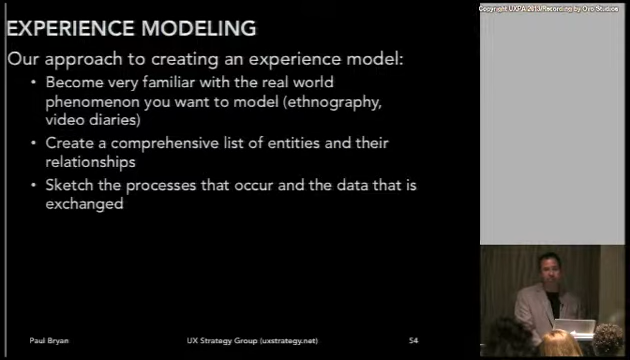 Copyright UXPA 2013/Recording by Oyo Studios
EXPERIENCE MODELING
Our approach to creating an experience model:
• Become very familiar with the real world
phenomenon you want to model (ethnography,
video diaries)
• Create a comprehensive list of entities and their
relationships
• Sketch the processes that occur and the data that is
exchanged
Paul Bryan
UX Strategy Group (uxstrategy.net)
54